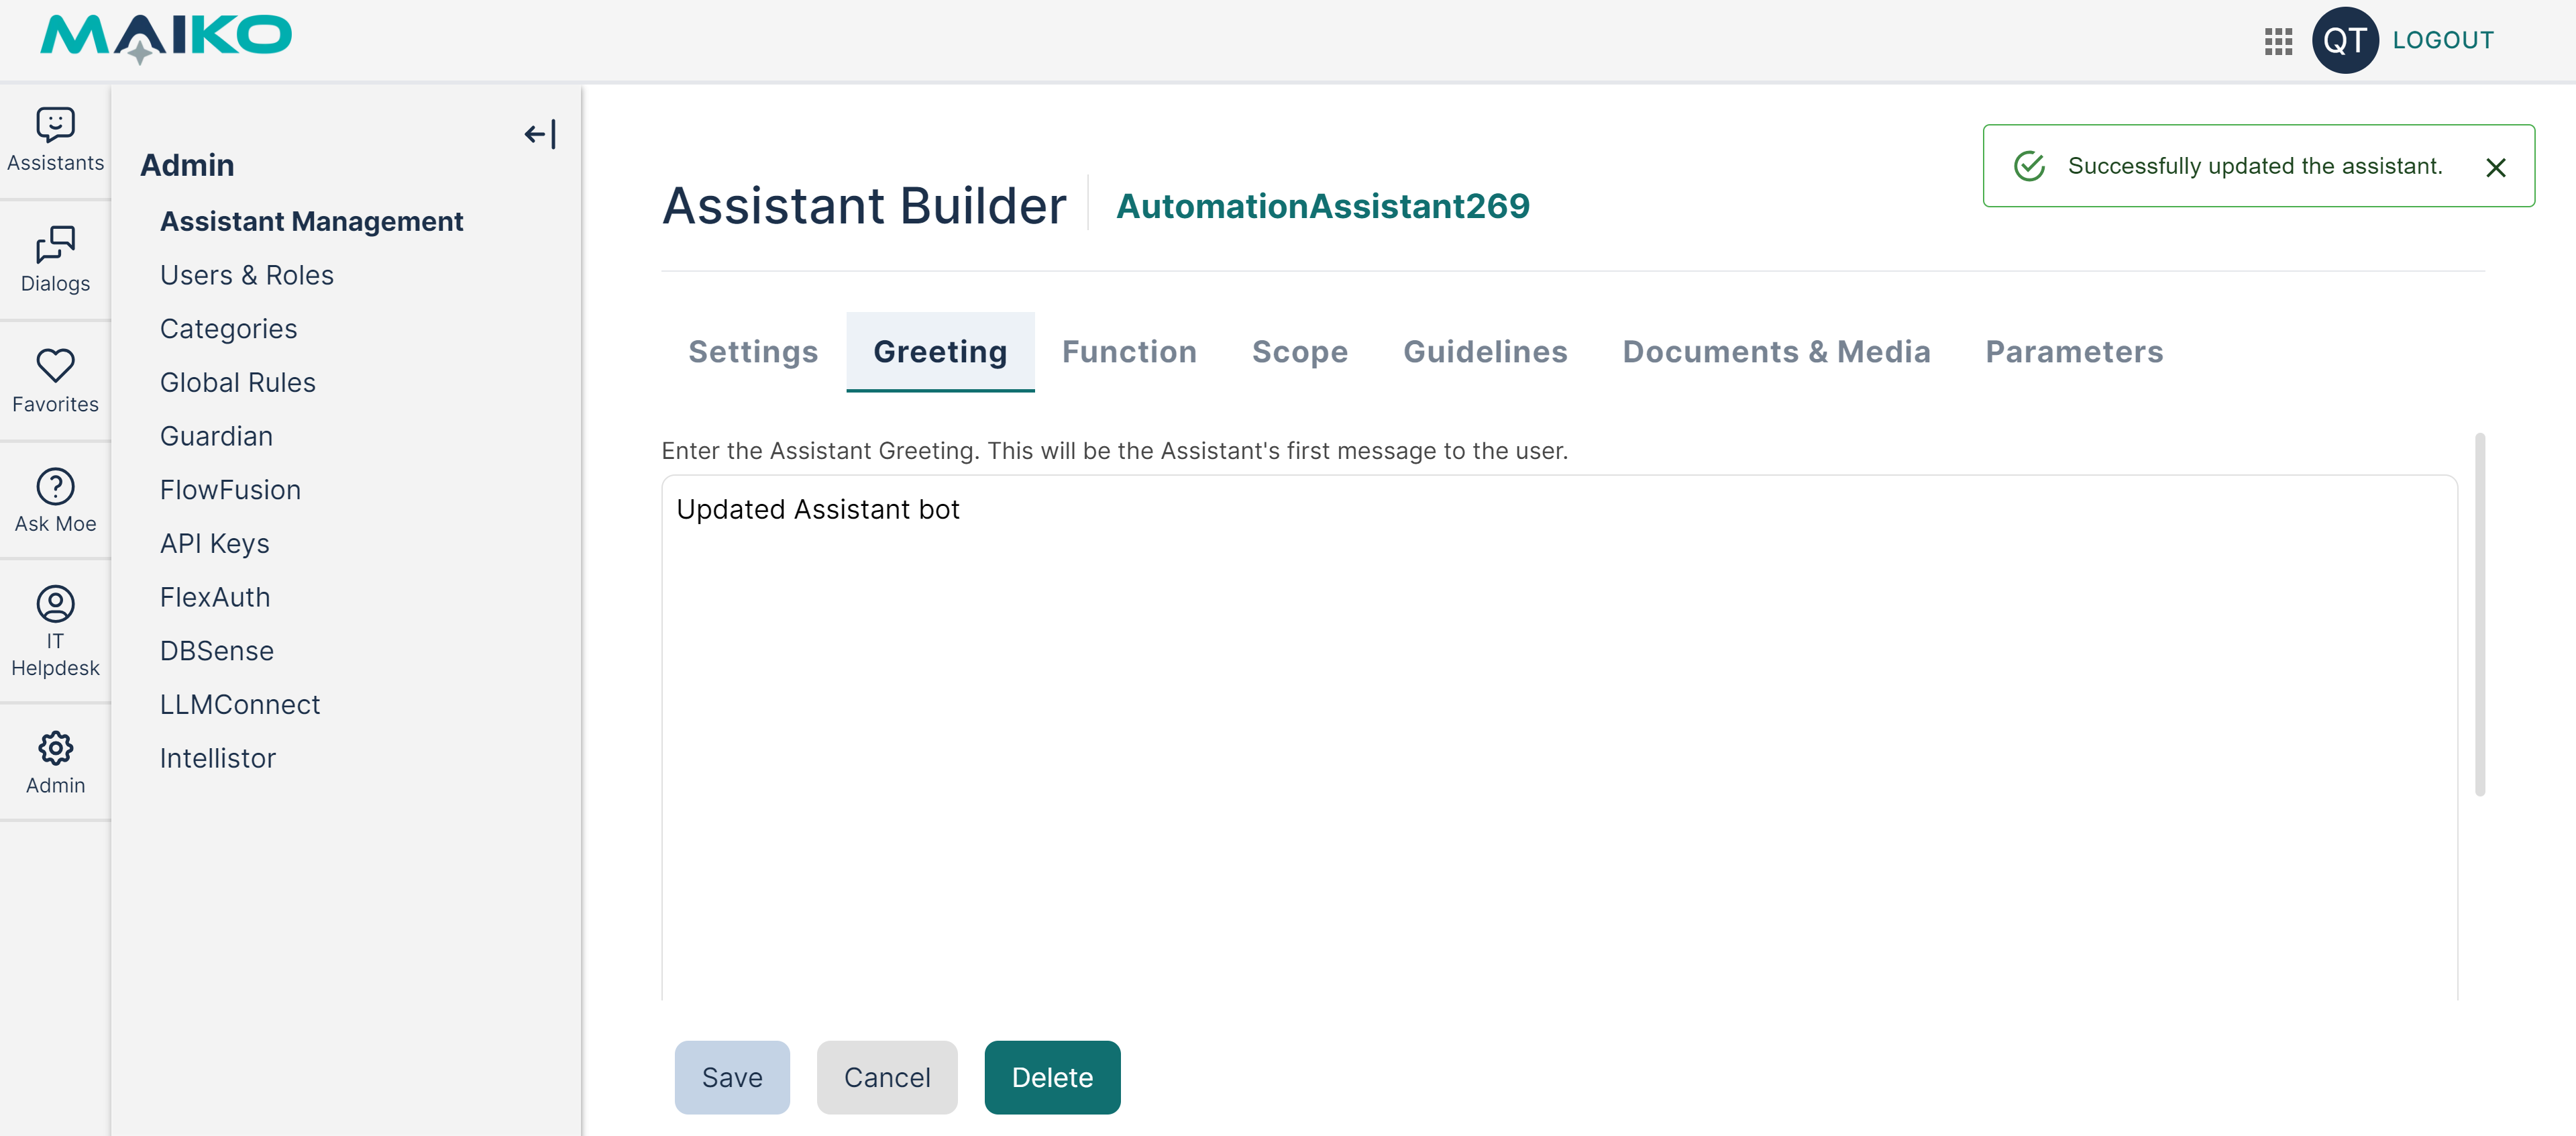 MAIKO
QT
LOGOUT
Assistants
Dialogs
Favorites
Ask Moe
IT
Helpdesk
Admin
Admin
Assistant Management
Users & Roles
Categories
Global Rules
Guardian
FlowFusion
API Keys
FlexAuth
DBSense
LLMConnect
Intellistor
Successfully updated the assistant.
Assistant Builder
AutomationAssistant269
Settings
Greeting
Function
Scope
Guidelines
Documents & Media
Parameters
Enter the Assistant Greeting. This will be the Assistant's first message to the user.
Updated Assistant bot
Save
Cancel
Delete